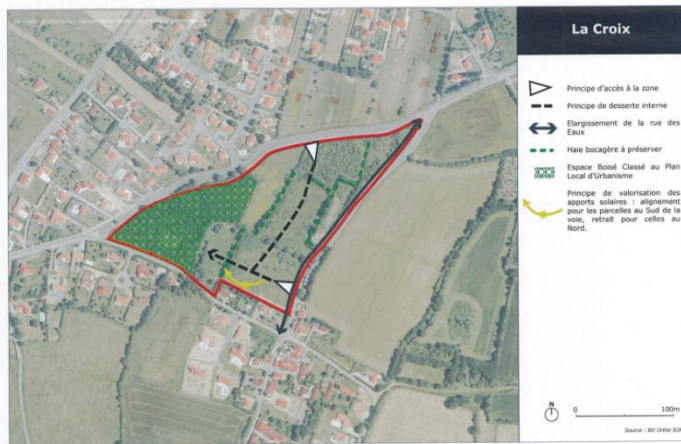 La Croix
Principe d'accès à la zone
Principe de desserte interne
Elargissement de la rue des
Eaux
Haie bocagère à préserver
Espace Boisé Classé au Plan
Local d'Urbanisme
Principe de valorisation des
apports solaires : alignement
pour les parcelles au Sud de la
voie, retrait pour celles au
Nord.
N
0 100m
Source : BD Ortho IGN